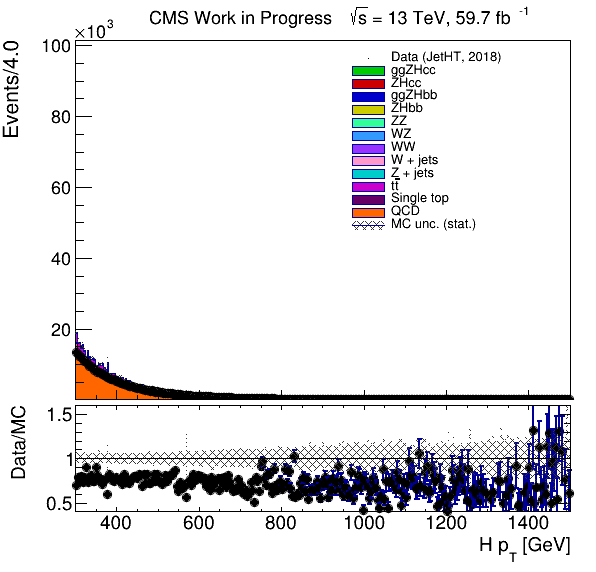 CMS Work in Progress √s = 13 TeV, 59.7 fb⁻¹
×10³
Events/4.0
100
80
60
40
20
Data (JetHT, 2018)
ggZHcc
ZHcc
ggZHbb
ZHbb
ZZ
WZ
WW
W + jets
Z + jets
tt̄
Single top
QCD
MC unc. (stat.)
Data/MC
1.5
1
0.5
400 600 800 1000 1200 1400
H p_T [GeV]